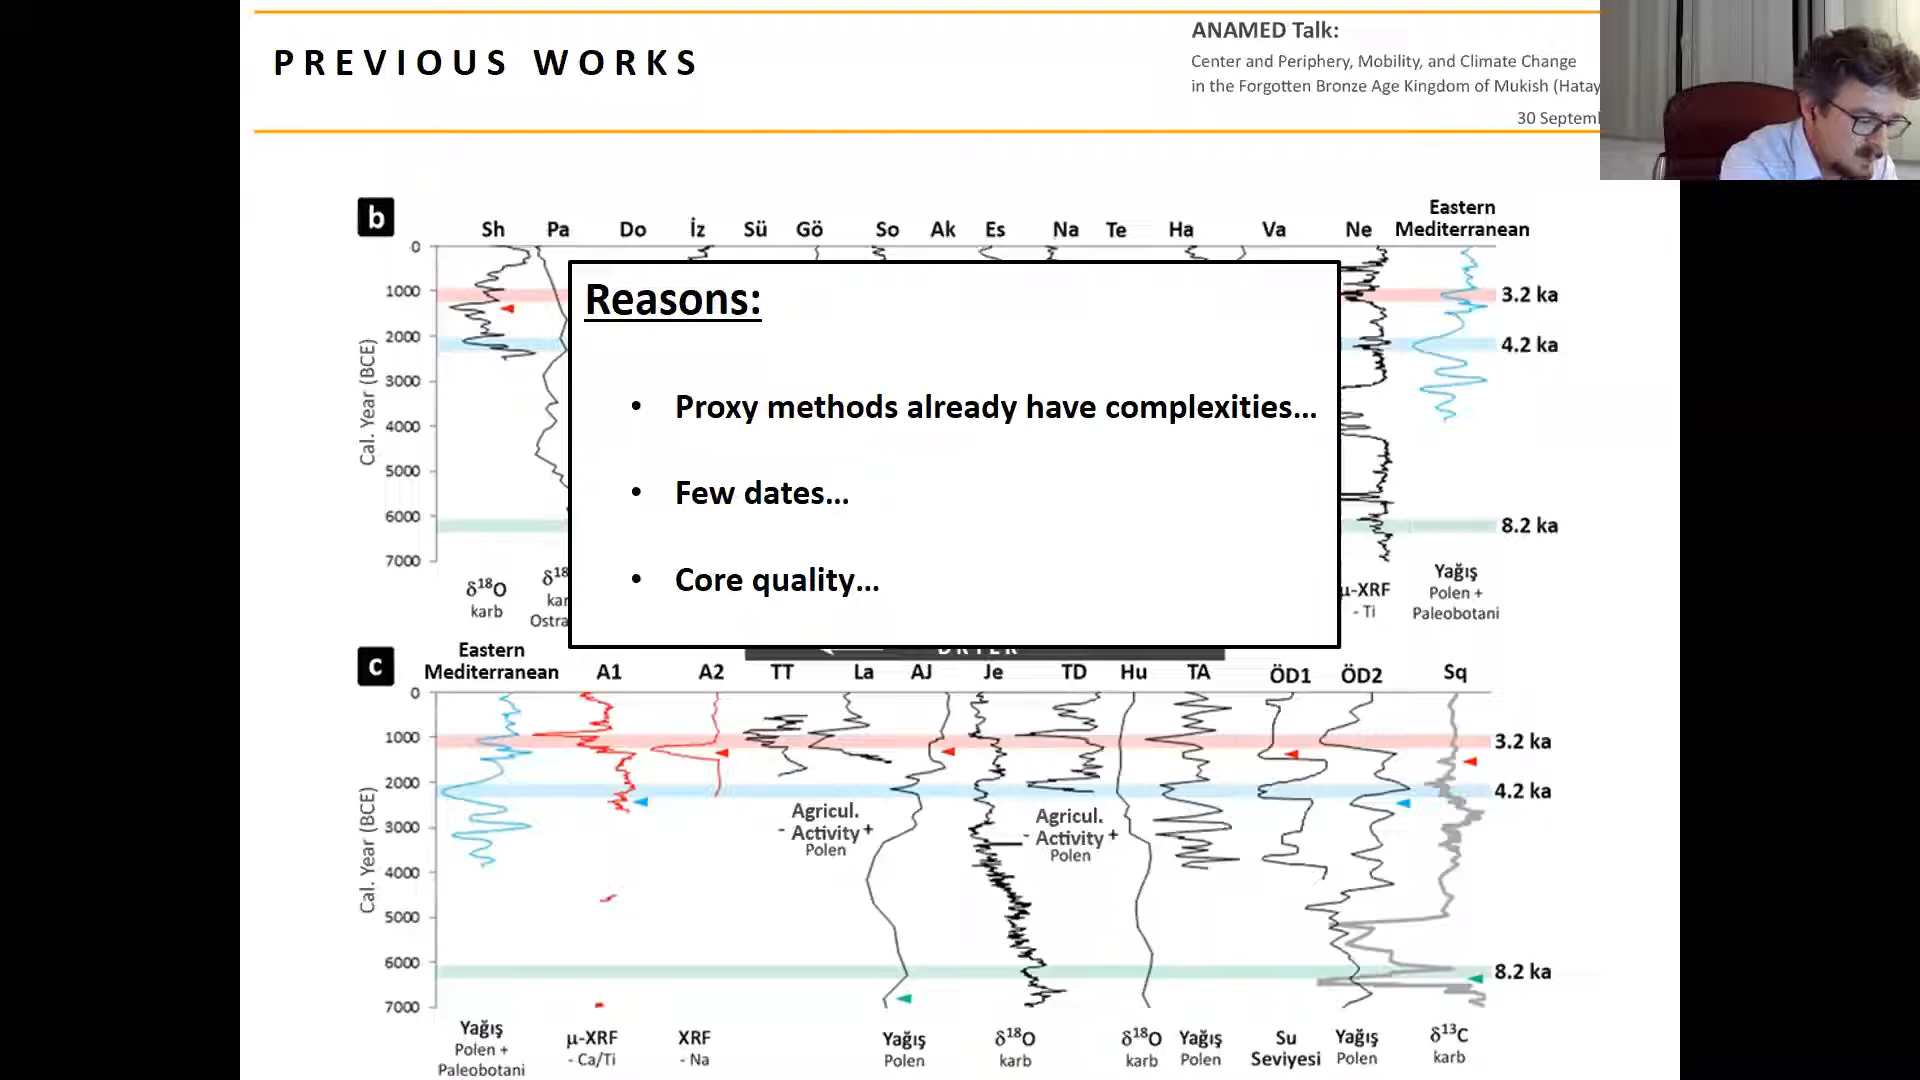 PREVIOUS WORKS
ANAMED Talk:
Center and Periphery, Mobility, and Climate Change
in the Forgotten Bronze Age Kingdom of Mukish (Hatay
30
b
Sh Pa Do İz Sü Gö So Ak Es Na Te Ha Va Ne Eastern Mediterranean
Cal. Year (BCE)
0
1000
2000
3000
4000
5000
6000
7000
3.2 ka
4.2 ka
8.2 ka
Reasons:
• Proxy methods already have complexities...
• Few dates...
• Core quality...
δ18O
karb
μ-XRF
- Ti
Yağış
Polen +
Paleobotani
c
Eastern Mediterranean A1 A2 TT La AJ Je TD Hu TA ÖD1 ÖD2 Sq
Cal. Year (BCE)
0
1000
2000
3000
4000
5000
6000
7000
3.2 ka
4.2 ka
8.2 ka
Agricul.
- Activity +
Polen
Agricul.
- Activity +
Polen
Yağış
Polen +
Paleobotani
μ-XRF
- Ca/Ti
XRF
- Na
Yağış
Polen
δ18O
karb
δ18O
karb
Yağış
Polen
Su
Seviyesi
Yağış
Polen
δ13C
karb